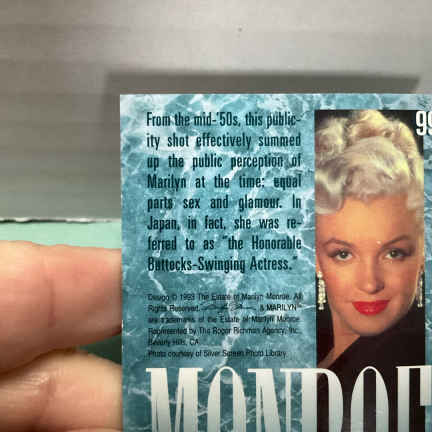 From the mid-'50s, this public-
ity shot effectively summed
up the public perception of
Marilyn at the time: equal
parts sex and glamour. In
Japan, in fact, she was re-
ferred to as "the Honorable
Buttocks-Swinging Actress."
99
Design © 1993 The Estate of Marilyn Monroe. All
Rights Reserved. & MARILYN™
are trademarks of the Estate of Marilyn Monroe.
Represented by The Roger Richman Agency, Inc.,
Beverly Hills, CA.
Photo courtesy of Silver Screen Photo Library
MONROE